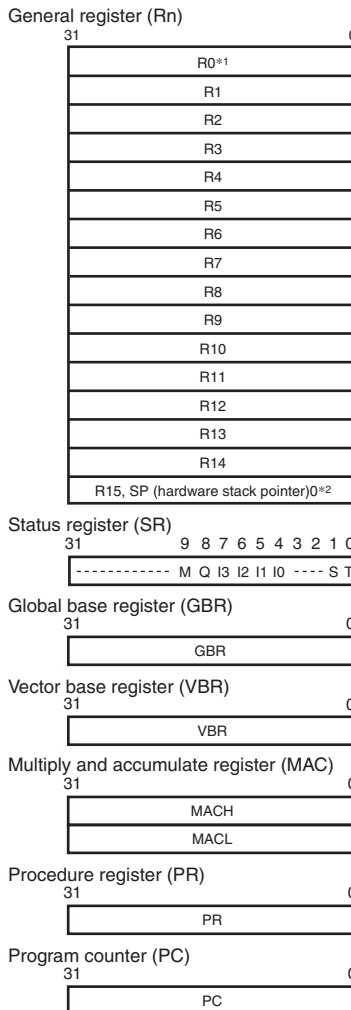 General register (Rn)
31 0
R0*1
R1
R2
R3
R4
R5
R6
R7
R8
R9
R10
R11
R12
R13
R14
R15, SP (hardware stack pointer)0*2
Status register (SR)
31 9 8 7 6 5 4 3 2 1 0
------------ M Q I3 I2 I1 I0 ---- S T
Global base register (GBR)
31 0
GBR
Vector base register (VBR)
31 0
VBR
Multiply and accumulate register (MAC)
31 0
MACH
MACL
Procedure register (PR)
31 0
PR
Program counter (PC)
31 0
PC